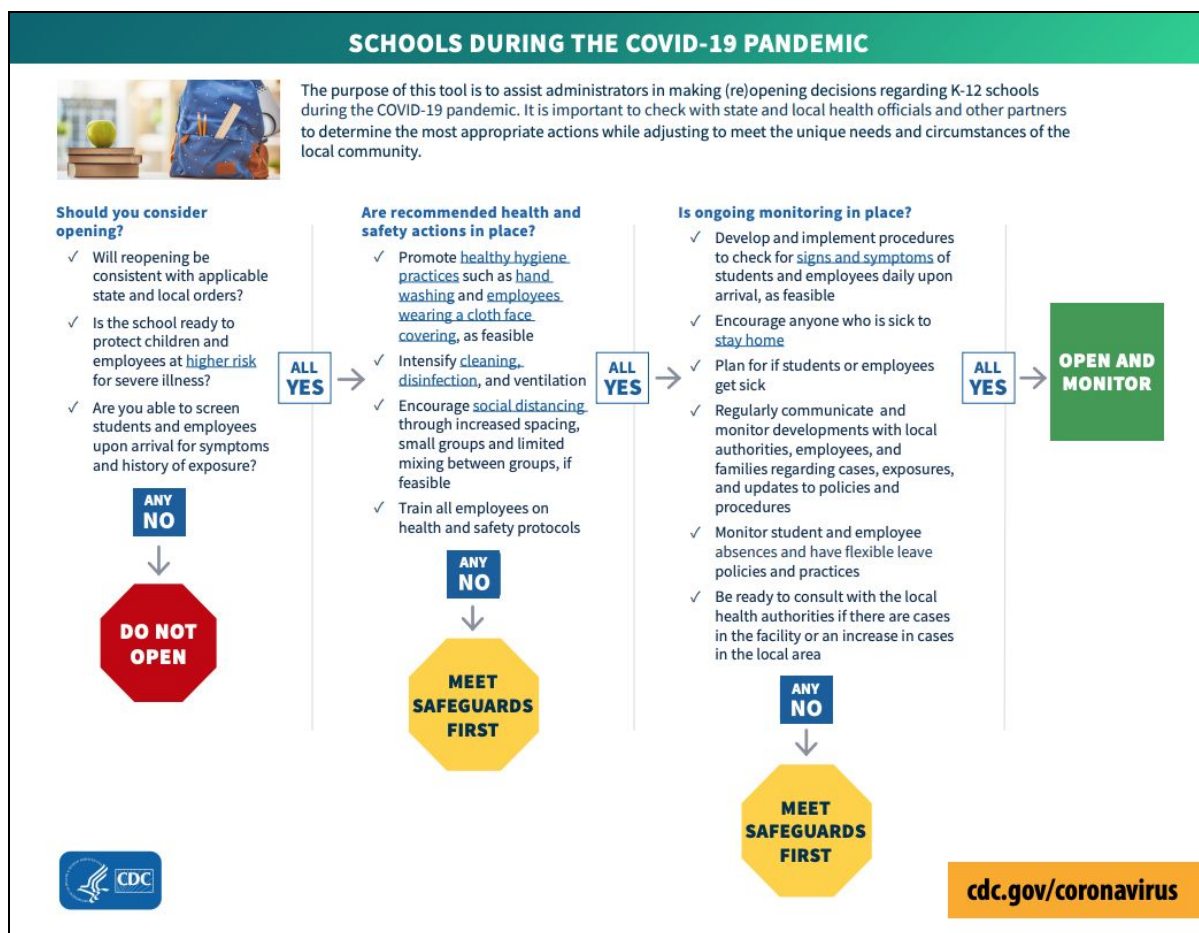 SCHOOLS DURING THE COVID-19 PANDEMIC
The purpose of this tool is to assist administrators in making (re)opening decisions regarding K-12 schools
during the COVID-19 pandemic. It is important to check with state and local health officials and other partners
to determine the most appropriate actions while adjusting to meet the unique needs and circumstances of the
local community.
Should you consider
opening?
✓ Will reopening be
consistent with applicable
state and local orders?
✓ Is the school ready to
protect children and
employees at higher risk
for severe illness?
✓ Are you able to screen
students and employees
upon arrival for symptoms
and history of exposure?
ANY
NO
DO NOT
OPEN
ALL
YES
Are recommended health and
safety actions in place?
✓ Promote healthy hygiene
practices such as hand
washing and employees
wearing a cloth face
covering, as feasible
✓ Intensify cleaning,
disinfection, and ventilation
✓ Encourage social distancing
through increased spacing,
small groups and limited
mixing between groups, if
feasible
✓ Train all employees on
health and safety protocols
ANY
NO
MEET
SAFEGUARDS
FIRST
ALL
YES
Is ongoing monitoring in place?
✓ Develop and implement procedures
to check for signs and symptoms of
students and employees daily upon
arrival, as feasible
✓ Encourage anyone who is sick to
stay home
✓ Plan for if students or employees
get sick
✓ Regularly communicate and
monitor developments with local
authorities, employees, and
families regarding cases, exposures,
and updates to policies and
procedures
✓ Monitor student and employee
absences and have flexible leave
policies and practices
✓ Be ready to consult with the local
health authorities if there are cases
in the facility or an increase in cases
in the local area
ANY
NO
MEET
SAFEGUARDS
FIRST
ALL
YES
OPEN AND
MONITOR
CDC
cdc.gov/coronavirus